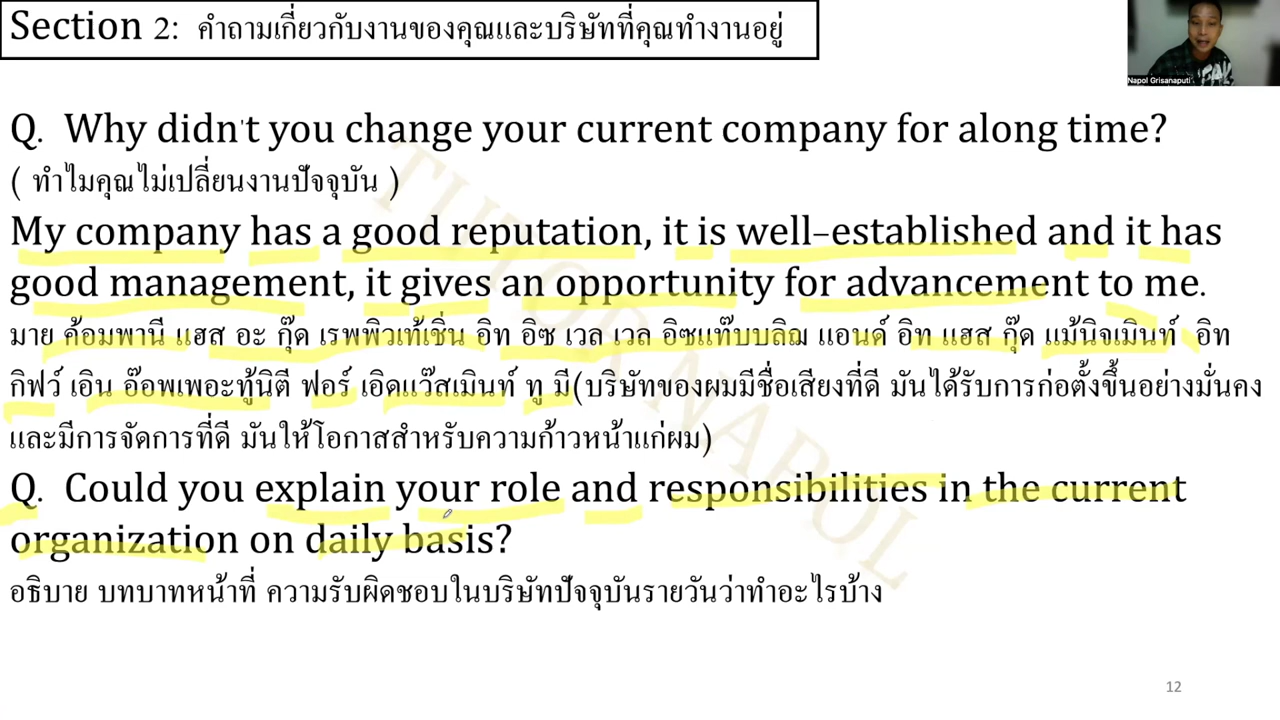 Section 2: คำถามเกี่ยวกับงานของคุณและบริษัทที่คุณทำงานอยู่
Napol Grisanaputi
Q. Why didn't you change your current company for along time?
( ทำไมคุณไม่เปลี่ยนงานปัจจุบัน )
My company has a good reputation, it is well-established and it has
good management, it gives an opportunity for advancement to me.
มาย ค้อมพานี แฮส อะ กุ๊ด เรพพิวเท้เชิ่น อิท อิซ เวล เวล อิซแท๊บบลิฌ แอนด์ อิท แฮส กุ๊ด แม้นิจเมินท์ อิท
กิฟว์ เอิน อ๊อพเพอะทู้นิตี ฟอร์ เอิดแว๊สเมินท์ ทู มี(บริษัทของผมมีชื่อเสียงที่ดี มันได้รับการก่อตั้งขึ้นอย่างมั่นคง
และมีการจัดการที่ดี มันให้โอกาสสำหรับความก้าวหน้าแก่ผม)
Q. Could you explain your role and responsibilities in the current
organization on daily basis?
อธิบาย บทบาทหน้าที่ ความรับผิดชอบในบริษัทปัจจุบันรายวันว่าทำอะไรบ้าง
TUTOR NAPOL
12